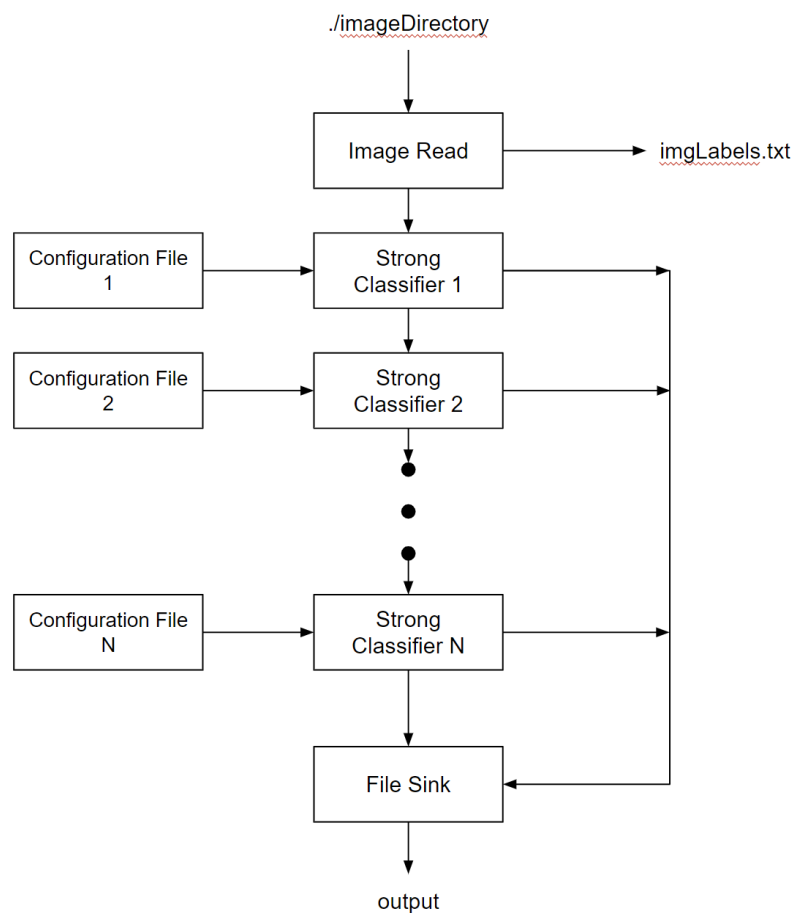 ./imageDirectory
Image Read
imgLabels.txt
Configuration File
1
Strong
Classifier 1
Configuration File
2
Strong
Classifier 2
Configuration File
N
Strong
Classifier N
File Sink
output